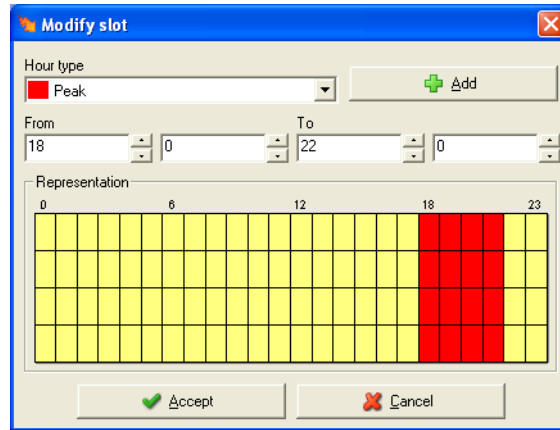 Modify slot
Hour type
Peak
Add
From
To
18
0
22
0
Representation
0 6 12 18 23
Accept
Cancel